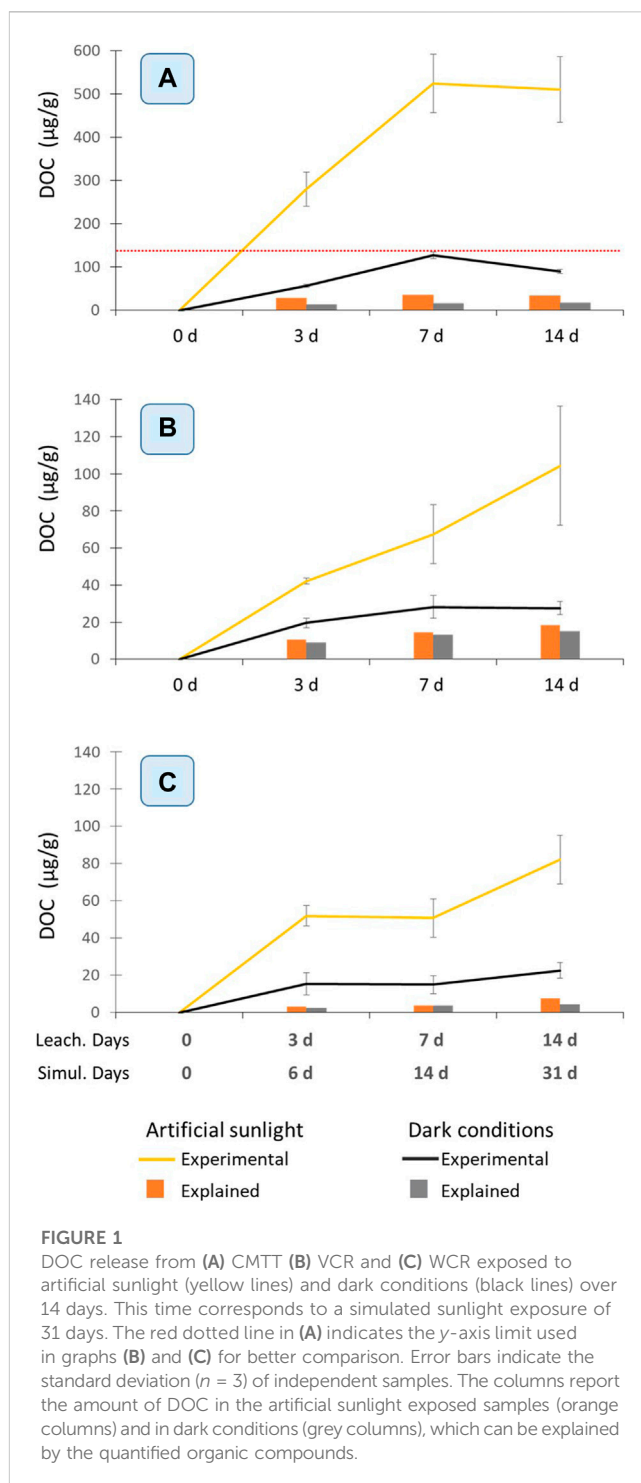 A
DOC (µg/g)
600
500
400
300
200
100
0
0 d 3 d 7 d 14 d
B
DOC (µg/g)
140
120
100
80
60
40
20
0
0 d 3 d 7 d 14 d
C
DOC (µg/g)
140
120
100
80
60
40
20
0
Leach. Days 0 3 d 7 d 14 d
Simul. Days 0 6 d 14 d 31 d
Artificial sunlight Dark conditions
Experimental Experimental
Explained Explained
FIGURE 1
DOC release from (A) CMTT (B) VCR and (C) WCR exposed to
artificial sunlight (yellow lines) and dark conditions (black lines) over
14 days. This time corresponds to a simulated sunlight exposure of
31 days. The red dotted line in (A) indicates the y-axis limit used
in graphs (B) and (C) for better comparison. Error bars indicate the
standard deviation (n = 3) of independent samples. The columns report
the amount of DOC in the artificial sunlight exposed samples (orange
columns) and in dark conditions (grey columns), which can be explained
by the quantified organic compounds.